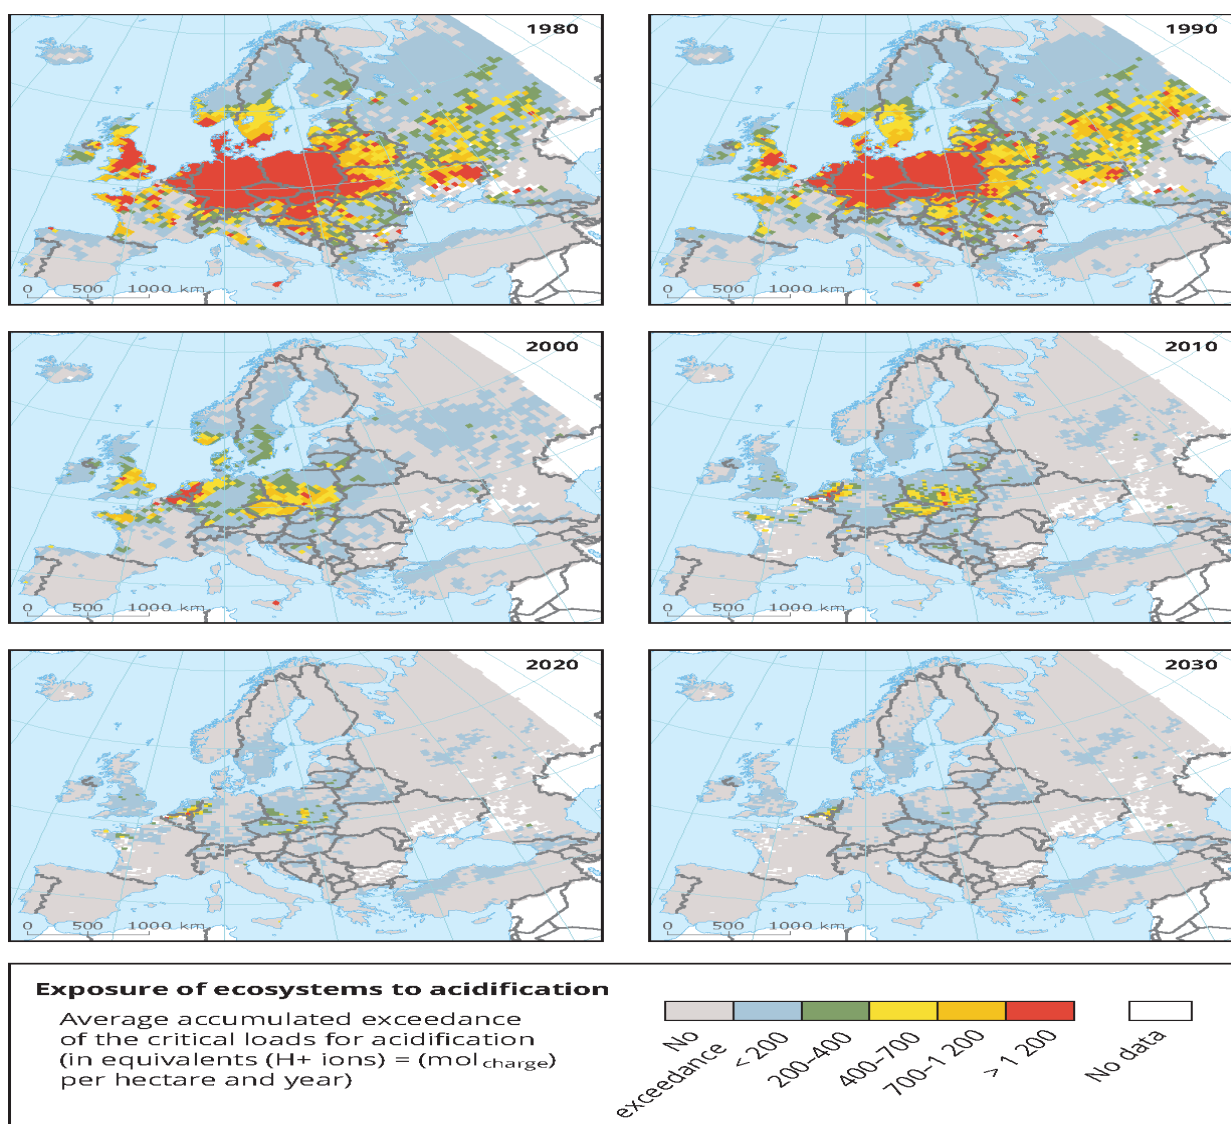 1980
0 500 1000 km
1990
0 500 1000 km
2000
0 500 1000 km
2010
0 500 1000 km
2020
0 500 1000 km
2030
0 500 1000 km
Exposure of ecosystems to acidification
Average accumulated exceedance
of the critical loads for acidification
(in equivalents (H+ ions) = (mol charge)
per hectare and year)
No
exceedance
< 200
200–400
400–700
700–1 200
> 1 200
No data